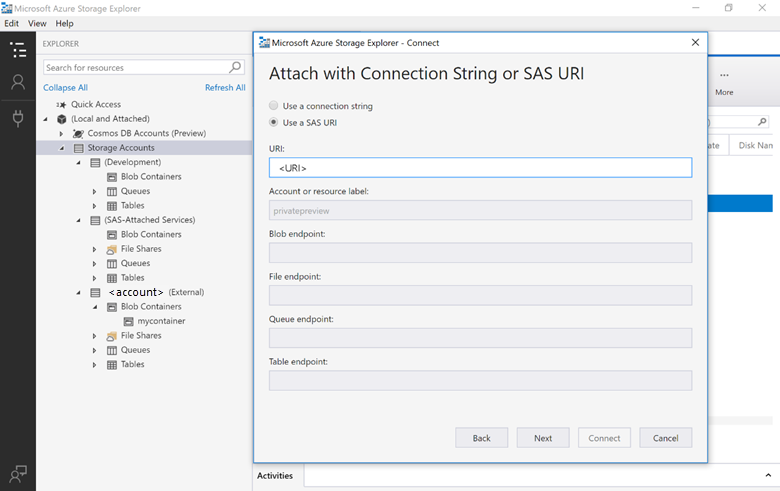 Microsoft Azure Storage Explorer
Edit View Help
EXPLORER
Search for resources
Collapse All Refresh All
Quick Access
(Local and Attached)
Cosmos DB Accounts (Preview)
Storage Accounts
(Development)
Blob Containers
Queues
Tables
(SAS-Attached Services)
Blob Containers
File Shares
Queues
Tables
<account> (External)
Blob Containers
mycontainer
File Shares
Queues
Tables
Microsoft Azure Storage Explorer - Connect
Attach with Connection String or SAS URI
Use a connection string
Use a SAS URI
URI:
<URI>
Account or resource label:
privatepreview
Blob endpoint:
File endpoint:
Queue endpoint:
Table endpoint:
Back Next Connect Cancel
... 
More
ate Disk Nan
Activities